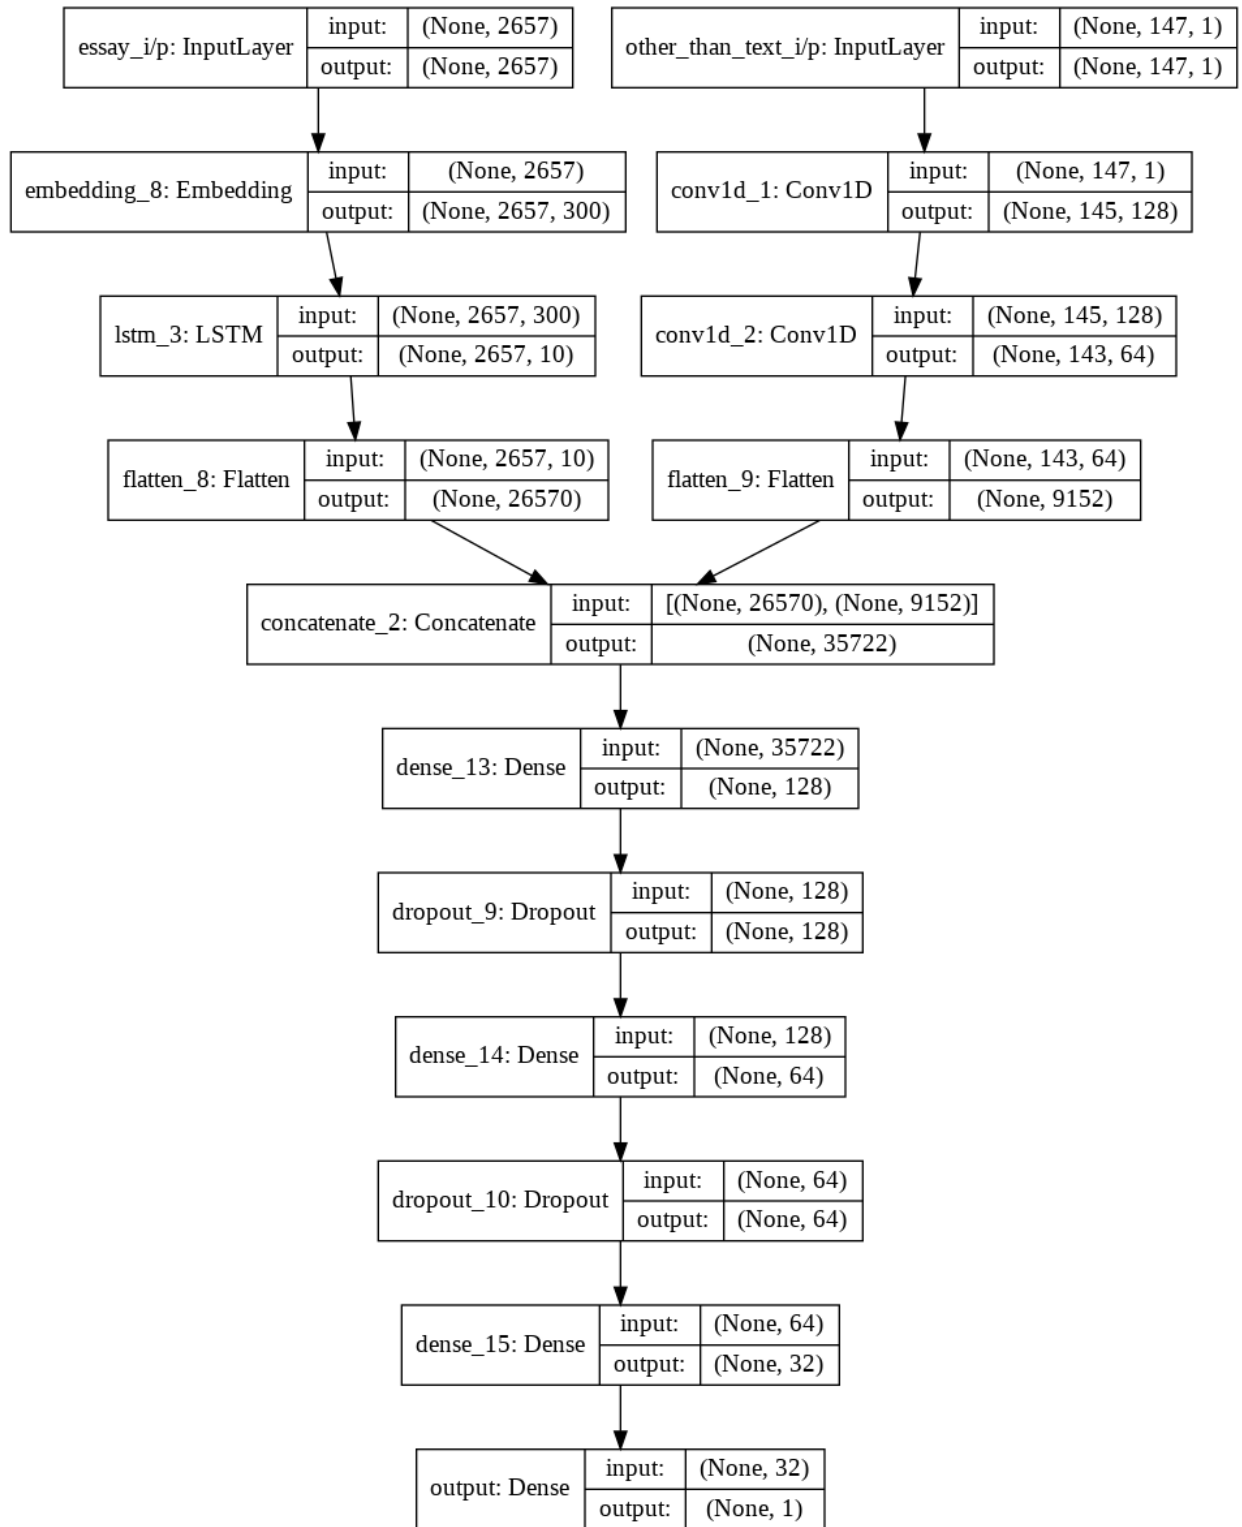 essay_i/p: InputLayer
input: (None, 2657)
output: (None, 2657)
other_than_text_i/p: InputLayer
input: (None, 147, 1)
output: (None, 147, 1)
embedding_8: Embedding
input: (None, 2657)
output: (None, 2657, 300)
conv1d_1: Conv1D
input: (None, 147, 1)
output: (None, 145, 128)
lstm_3: LSTM
input: (None, 2657, 300)
output: (None, 2657, 10)
conv1d_2: Conv1D
input: (None, 145, 128)
output: (None, 143, 64)
flatten_8: Flatten
input: (None, 2657, 10)
output: (None, 26570)
flatten_9: Flatten
input: (None, 143, 64)
output: (None, 9152)
concatenate_2: Concatenate
input: [(None, 26570), (None, 9152)]
output: (None, 35722)
dense_13: Dense
input: (None, 35722)
output: (None, 128)
dropout_9: Dropout
input: (None, 128)
output: (None, 128)
dense_14: Dense
input: (None, 128)
output: (None, 64)
dropout_10: Dropout
input: (None, 64)
output: (None, 64)
dense_15: Dense
input: (None, 64)
output: (None, 32)
output: Dense
input: (None, 32)
output: (None, 1)